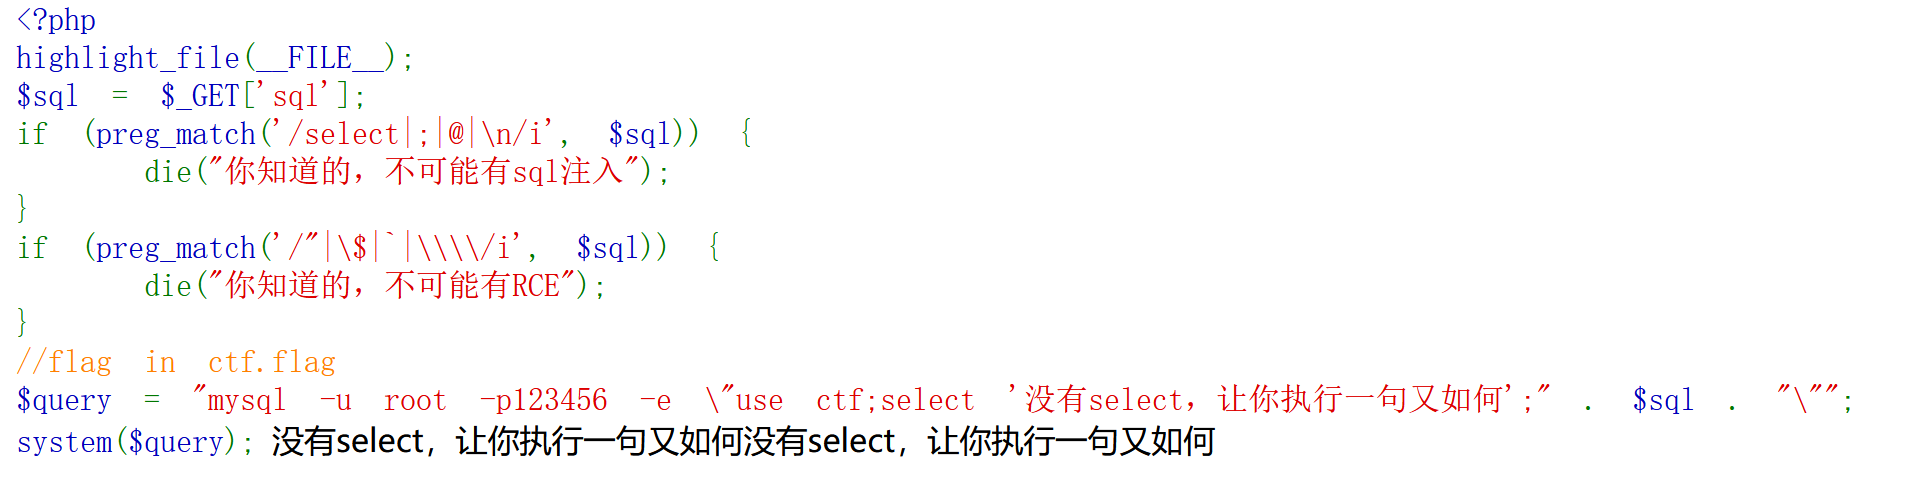 <?php
highlight_file(__FILE__);
$sql = $_GET['sql'];
if (preg_match('/select|;|@|\n/i', $sql)) {
die("你知道的，不可能有sql注入");
}
if (preg_match('/"|\$|`|\\\\/i', $sql)) {
die("你知道的，不可能有RCE");
}
//flag in ctf.flag
$query = "mysql -u root -p123456 -e \"use ctf;select '没有select，让你执行一句又如何';" . $sql . "\"";
system($query); 没有select，让你执行一句又如何没有select，让你执行一句又如何